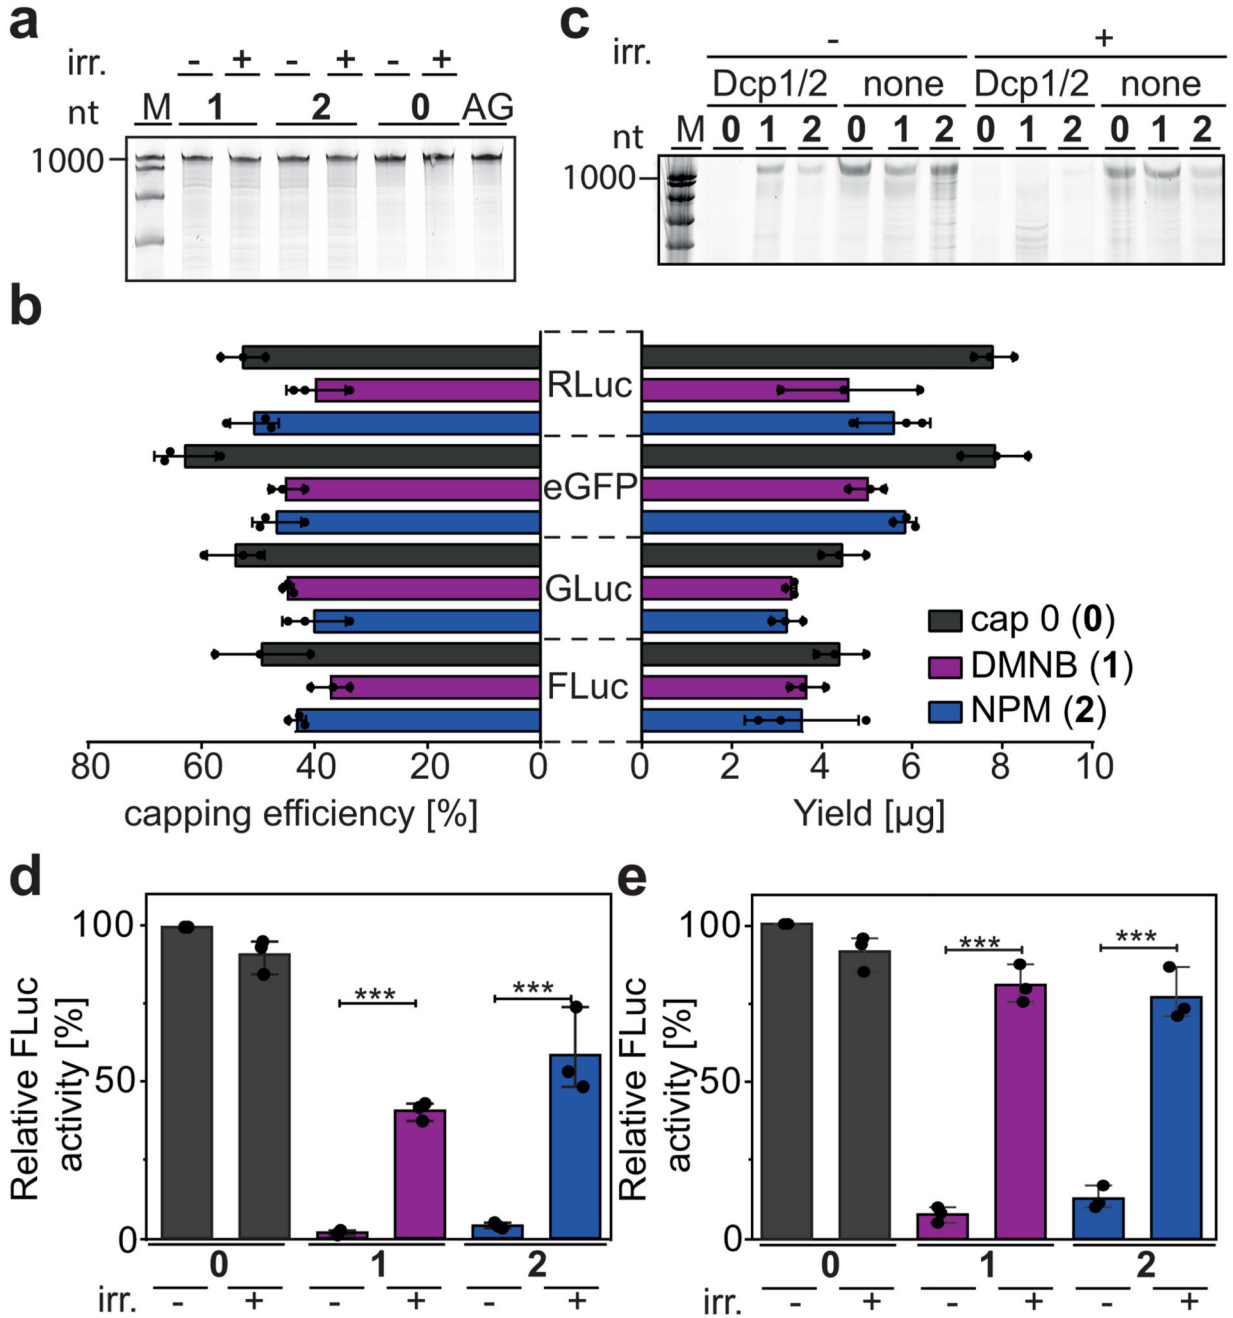 a
irr. - + - + - +
nt M 1 2 0 AG
1000
c
irr. - +
Dcp1/2 none Dcp1/2 none
nt M 0 1 2 0 1 2 0 1 2 0 1 2
1000
b
RLuc
eGFP
GLuc
FLuc
cap 0 (0)
DMNB (1)
NPM (2)
80 60 40 20 0 0 2 4 6 8 10
capping efficiency [%] Yield [µg]
d
Relative FLuc
activity [%]
100
50
0
*** ***
0 1 2
irr. - + - + - +
e
Relative FLuc
activity [%]
100
50
0
*** ***
0 1 2
irr. - + - + - +